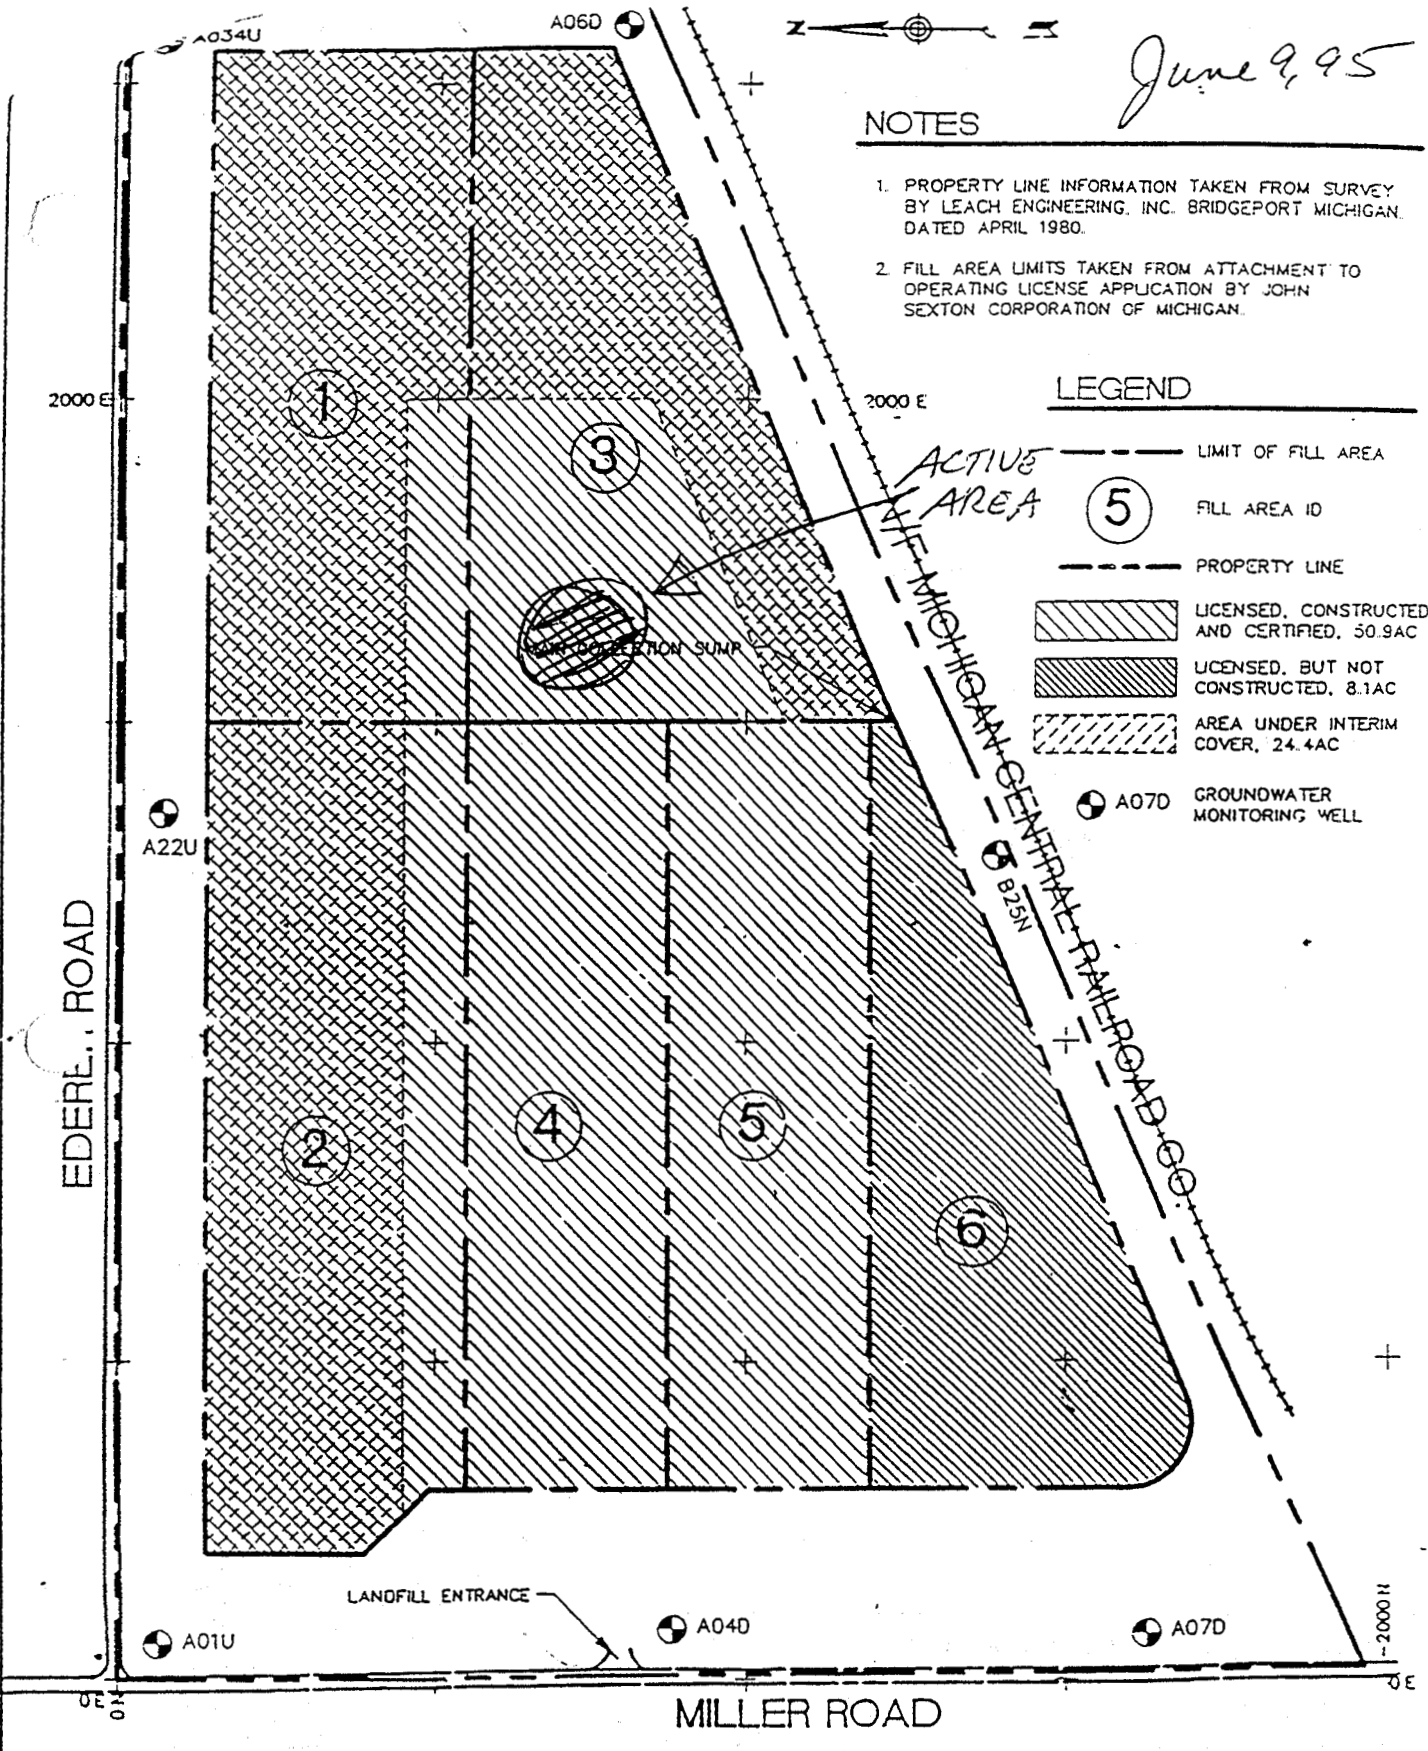 A034U
A06D
Z
June 9, 95
NOTES
1. PROPERTY LINE INFORMATION TAKEN FROM SURVEY
BY LEACH ENGINEERING, INC. BRIDGEPORT MICHIGAN.
DATED APRIL 1980.
2. FILL AREA LIMITS TAKEN FROM ATTACHMENT TO
OPERATING LICENSE APPLICATION BY JOHN
SEXTON CORPORATION OF MICHIGAN.
LEGEND
LIMIT OF FILL AREA
5
FILL AREA ID
PROPERTY LINE
LICENSED, CONSTRUCTED
AND CERTIFIED, 50.9AC
LICENSED, BUT NOT
CONSTRUCTED, 8.1AC
AREA UNDER INTERIM
COVER, 24.4AC
A07D
GROUNDWATER
MONITORING WELL
2000 E
2000 E
1
3
ACTIVE
AREA
COLLECTION SUMP
MICHIGAN CENTRAL RAILROAD CO.
A22U
B25N
ROAD
2
4
5
6
LANDFILL ENTRANCE
A01U
A04D
A07D
-2000 N
0 E
0 N
0 E
MILLER ROAD